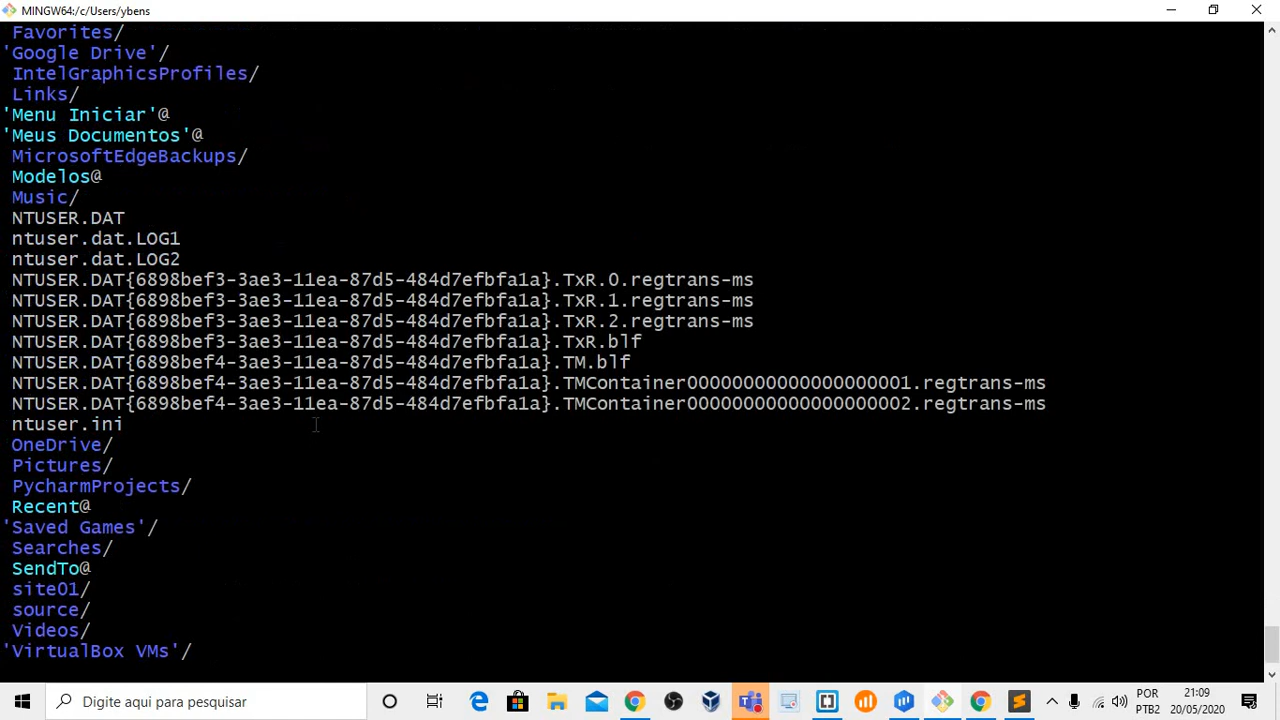 MINGW64:/c/Users/ybens
Favorites/
'Google Drive'/
IntelGraphicsProfiles/
Links/
'Menu Iniciar'@
'Meus Documentos'@
MicrosoftEdgeBackups/
Modelos@
Music/
NTUSER.DAT
ntuser.dat.LOG1
ntuser.dat.LOG2
NTUSER.DAT{6898bef3-3ae3-11ea-87d5-484d7efbfa1a}.TxR.0.regtrans-ms
NTUSER.DAT{6898bef3-3ae3-11ea-87d5-484d7efbfa1a}.TxR.1.regtrans-ms
NTUSER.DAT{6898bef3-3ae3-11ea-87d5-484d7efbfa1a}.TxR.2.regtrans-ms
NTUSER.DAT{6898bef3-3ae3-11ea-87d5-484d7efbfa1a}.TxR.blf
NTUSER.DAT{6898bef4-3ae3-11ea-87d5-484d7efbfa1a}.TM.blf
NTUSER.DAT{6898bef4-3ae3-11ea-87d5-484d7efbfa1a}.TMContainer00000000000000000001.regtrans-ms
NTUSER.DAT{6898bef4-3ae3-11ea-87d5-484d7efbfa1a}.TMContainer00000000000000000002.regtrans-ms
ntuser.ini
OneDrive/
Pictures/
PycharmProjects/
Recent@
'Saved Games'/
Searches/
SendTo@
site01/
source/
Videos/
'VirtualBox VMs'/
Digite aqui para pesquisar
POR
PTB2
21:09
20/05/2020